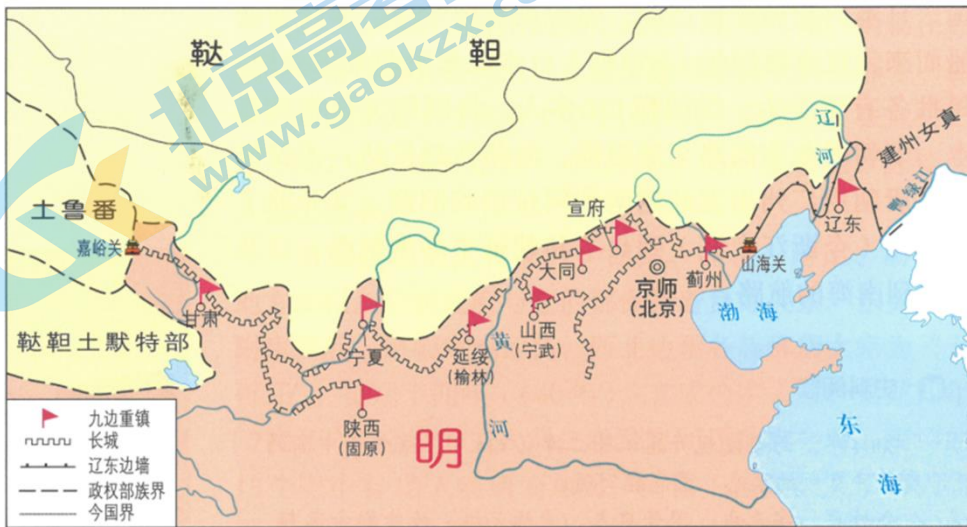 北京高考
www.gaokzx.co
鞑靼
土鲁番
嘉峪关
甘肃
鞑靼土默特部
宁夏
陕西
(固原)
延绥
(榆林)
黄河
明
大同
宣府
山西
(宁武)
京师
(北京)
蓟州
山海关
辽河
辽东
建州女真
鸭绿江
渤海
东海
九边重镇
长城
辽东边墙
政权部族界
今国界